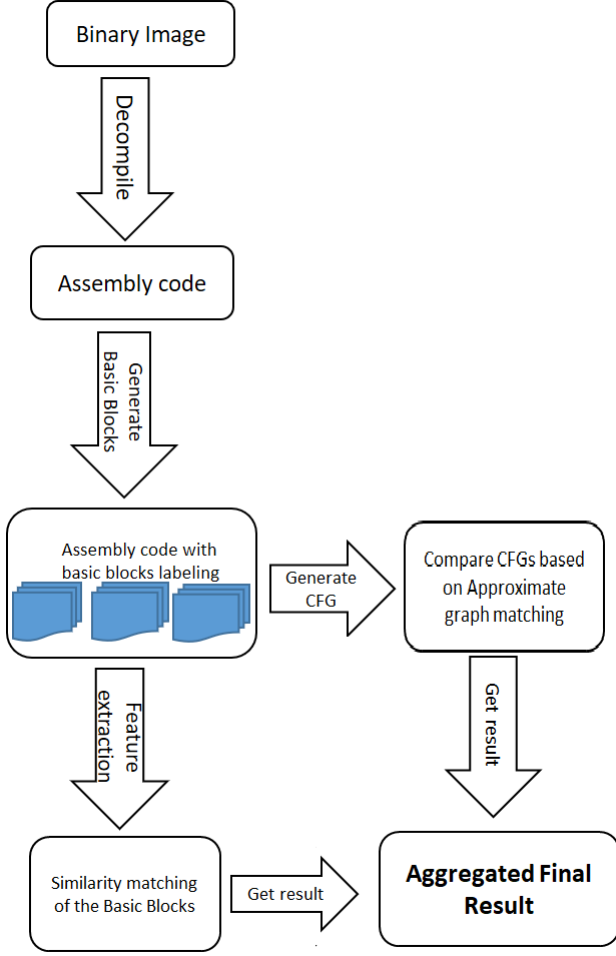 Binary Image
Decompile
Assembly code
Generate
Basic Blocks
Assembly code with
basic blocks labeling
Generate
CFG
Compare CFGs based
on Approximate
graph matching
Feature
extraction
Get result
Similarity matching
of the Basic Blocks
Get result
Aggregated Final
Result